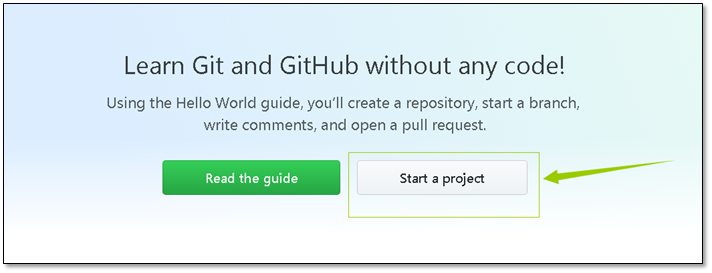 Learn Git and GitHub without any code!
Using the Hello World guide, you’ll create a repository, start a branch,
write comments, and open a pull request.
Read the guide
Start a project